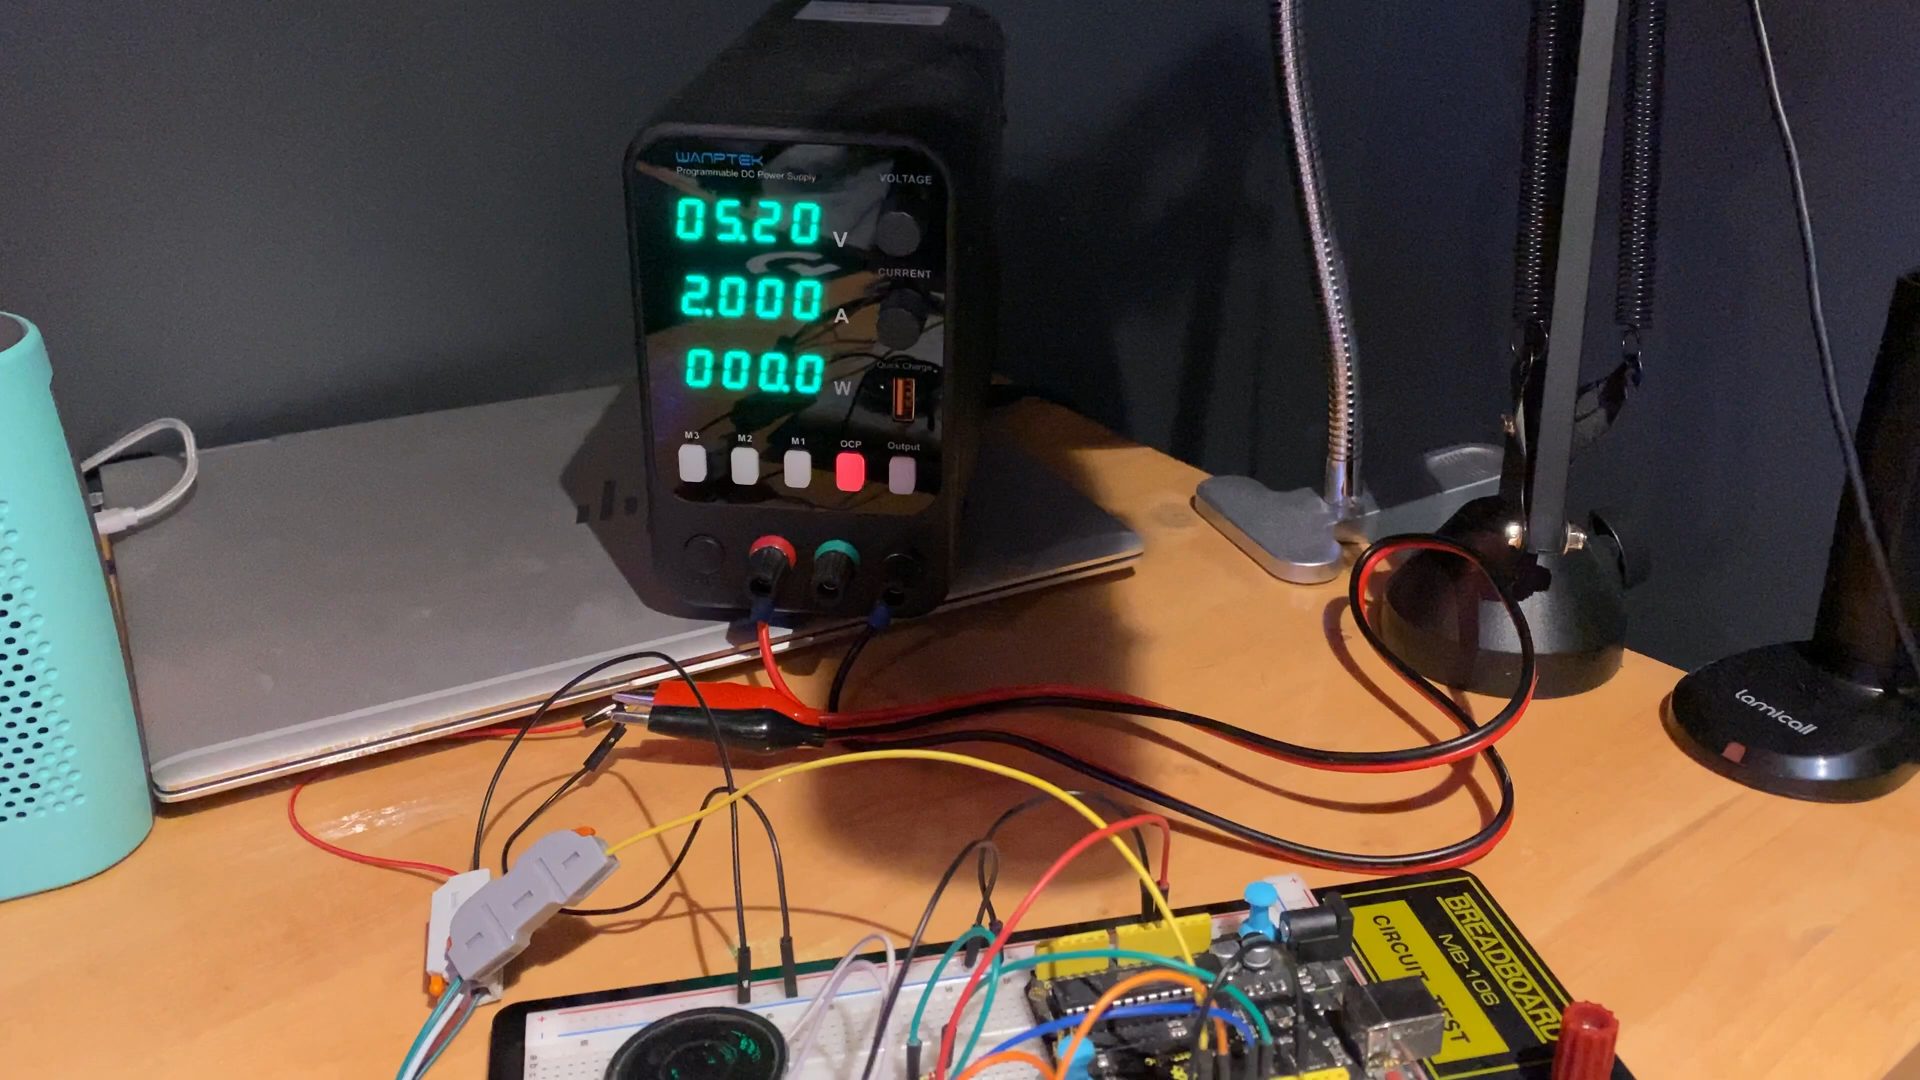 WANPTEK
Programmable DC Power Supply
VOLTAGE
05.20 V
CURRENT
2.000 A
Quick Charge
000.0 W
M3 M2 M1 OCP Output
lamicall
BREADBOARD
MB-106
CIRCUIT TEST